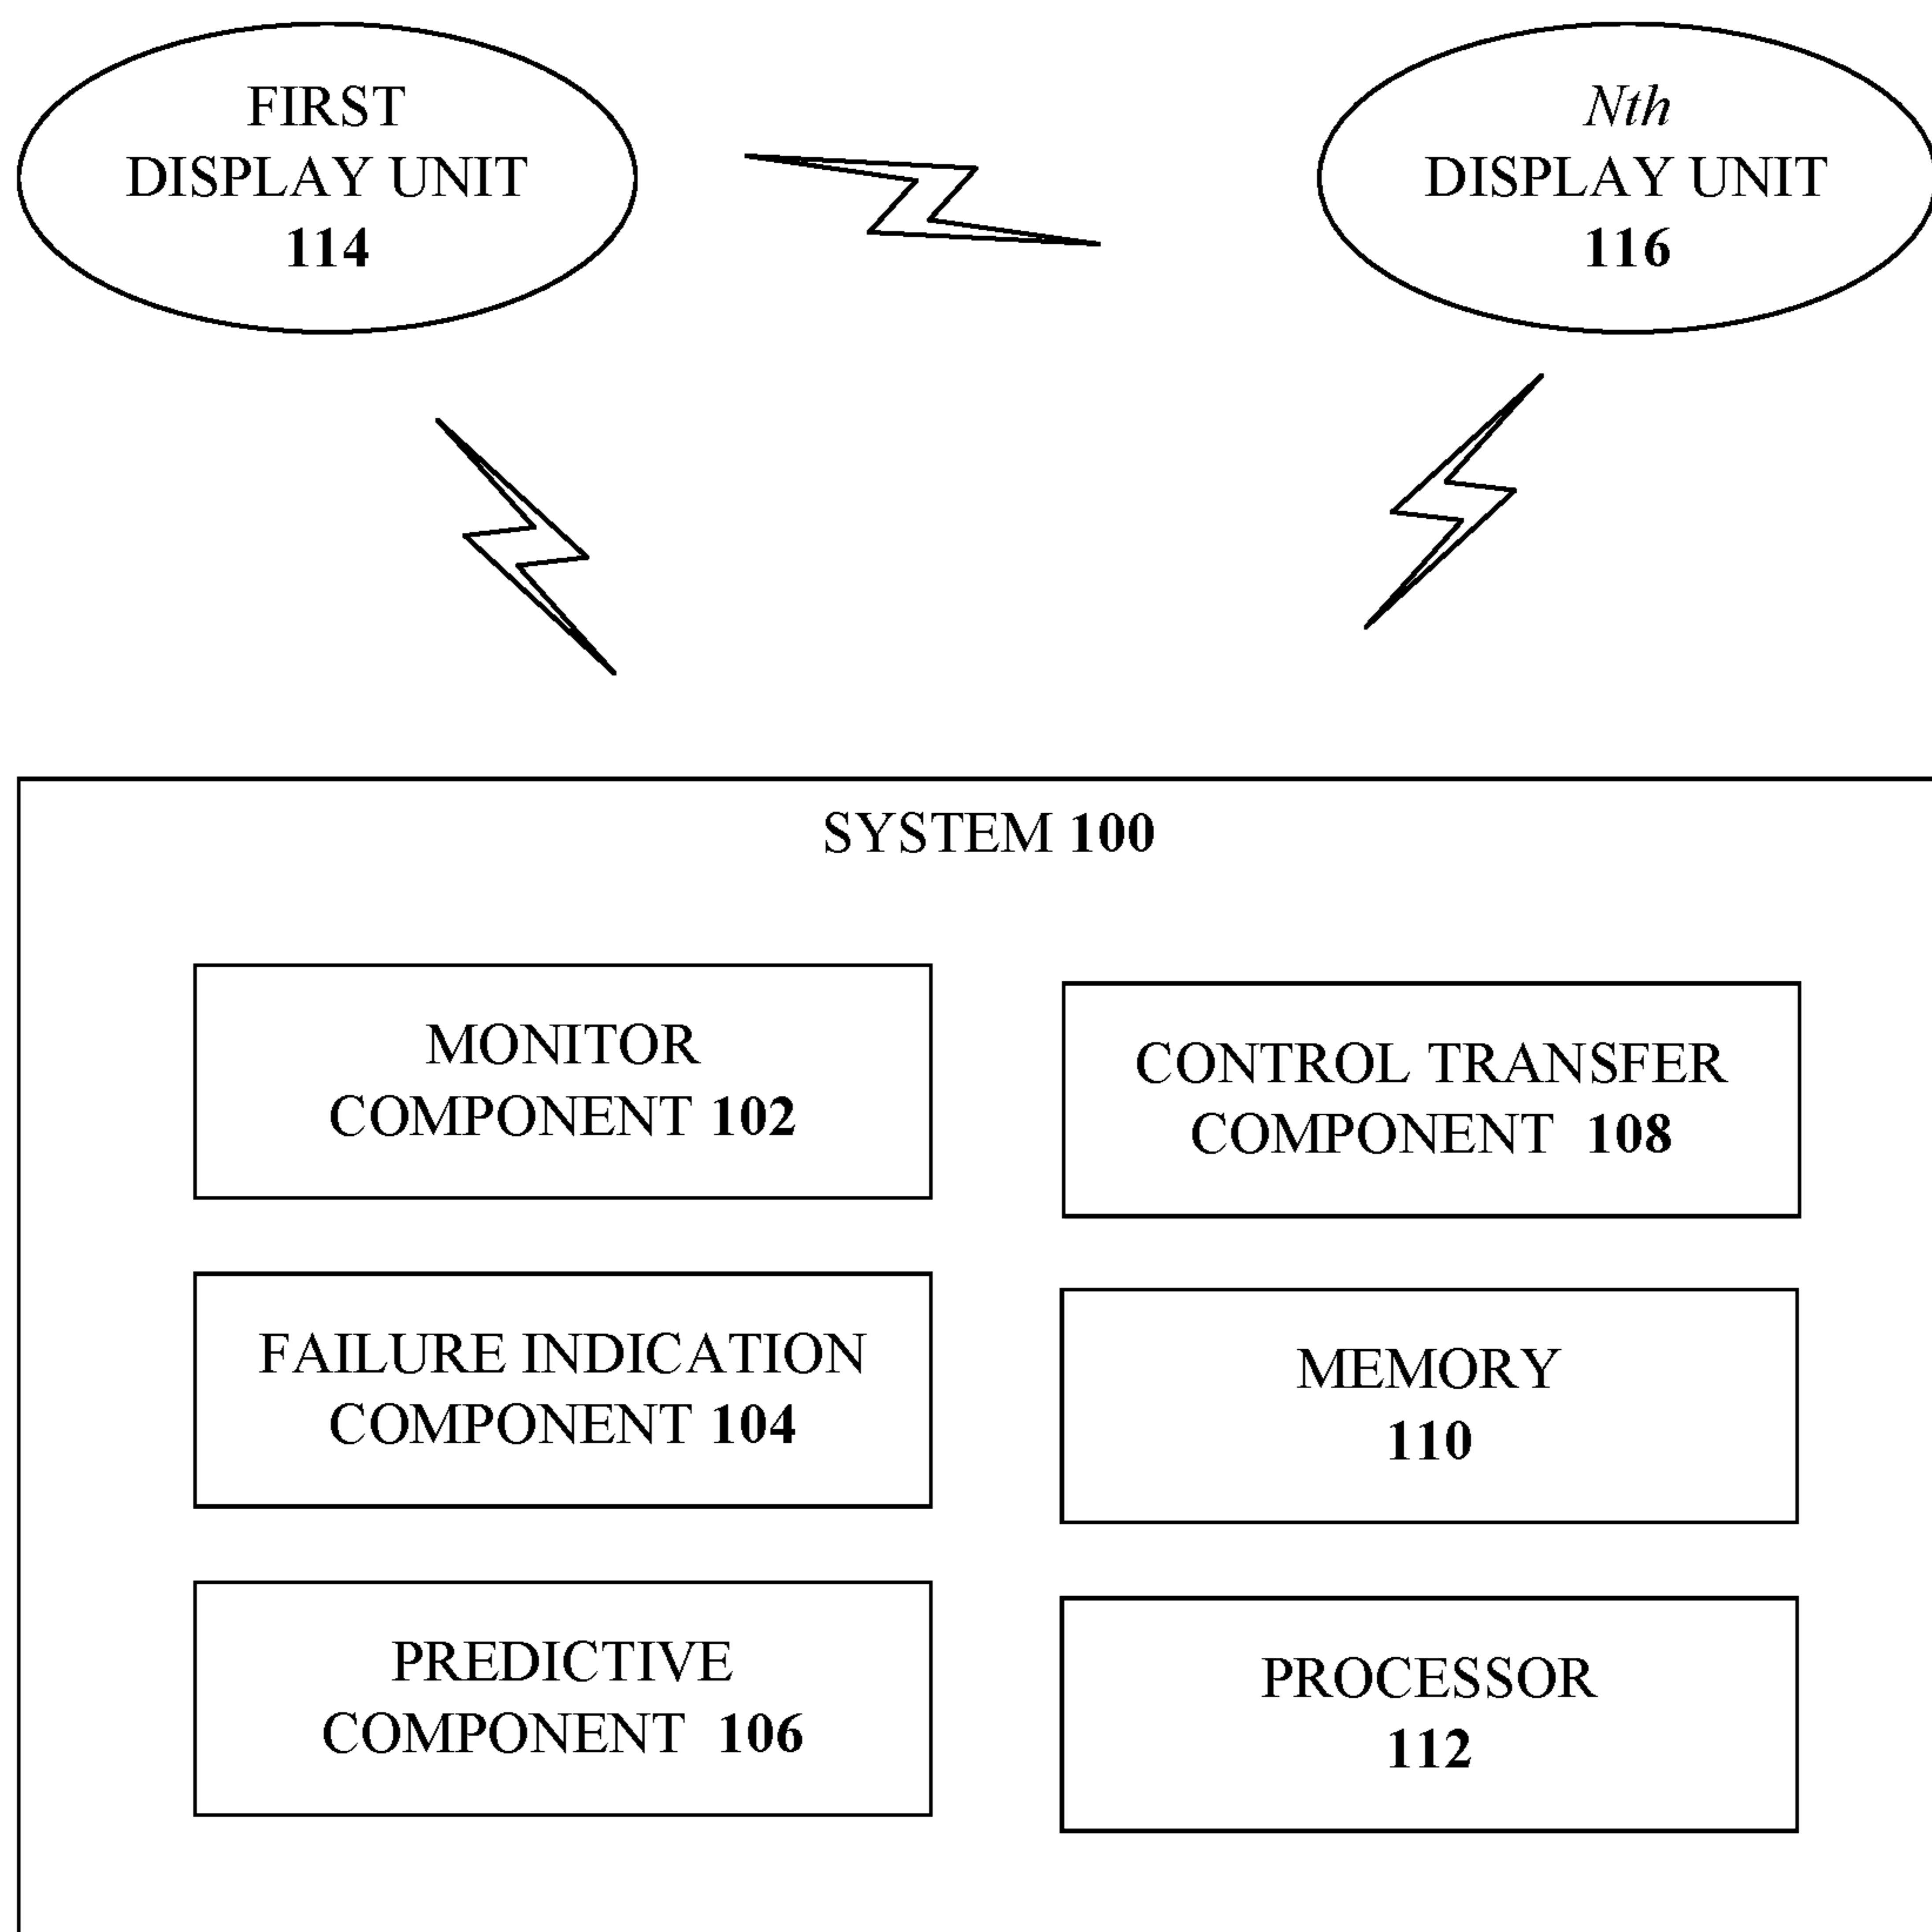 FIRST
DISPLAY UNIT
114
Nth
DISPLAY UNIT
116
SYSTEM 100
MONITOR
COMPONENT 102
CONTROL TRANSFER
COMPONENT 108
FAILURE INDICATION
COMPONENT 104
MEMORY
110
PREDICTIVE
COMPONENT 106
PROCESSOR
112